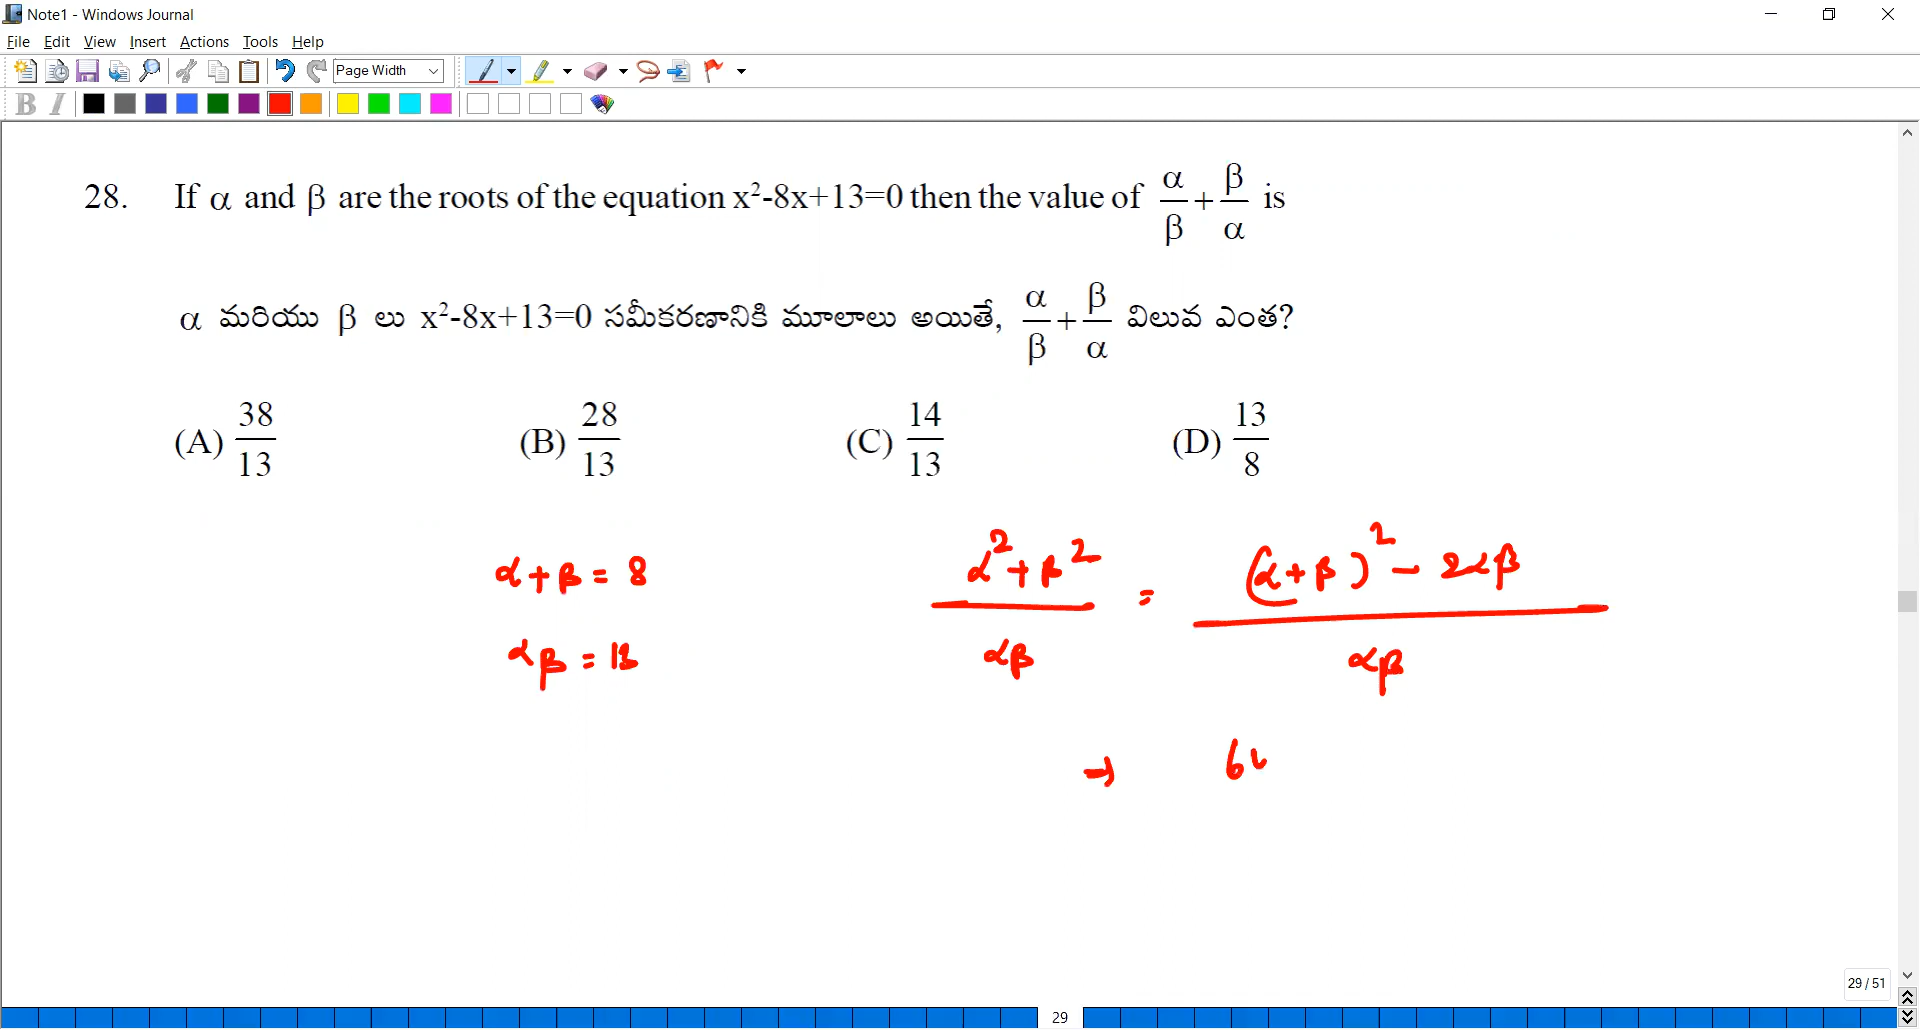 Note1 - Windows Journal
File Edit View Insert Actions Tools Help
Page Width
B I
28. If α and β are the roots of the equation x²-8x+13=0 then the value of α/β + β/α is
α మరియు β లు x²-8x+13=0 సమీకరణానికి మూలాలు అయితే, α/β + β/α విలువ ఎంత?
(A) 38/13 (B) 28/13 (C) 14/13 (D) 13/8
α + β = 8
αβ = 13
α² + β² / αβ = (α + β)² - 2αβ / αβ
→ 64
29 / 51
29